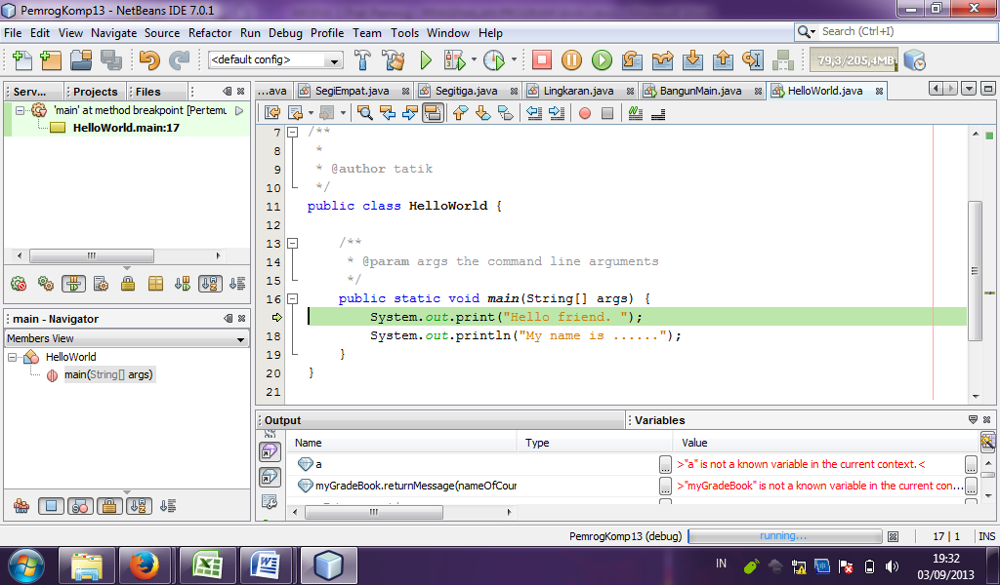 PemrogKomp13 - NetBeans IDE 7.0.1
File Edit View Navigate Source Refactor Run Debug Profile Team Tools Window Help
Search (Ctrl+I)
<default config>
79,3/205,4MB
Serv... Projects Files
...ava SegiEmpat.java Segitiga.java Lingkaran.java BangunMain.java HelloWorld.java
'main' at method breakpoint [Pertemu
HelloWorld.main:17
7 /**
8 *
9 * @author tatik
10 */
11 public class HelloWorld {
12
13 /**
14 * @param args the command line arguments
15 */
16 public static void main(String[] args) {
System.out.print("Hello friend. ");
18 System.out.println("My name is ......");
19 }
20 }
21
main - Navigator
Members View
HelloWorld
main(String[] args)
Output
Variables
Name Type Value
a >"a" is not a known variable in the current context.<
myGradeBook.returnMessage(nameOfCour >"myGradeBook" is not a known variable in the current con...
PemrogKomp13 (debug) running... 17 | 1 INS
IN
19:32
03/09/2013